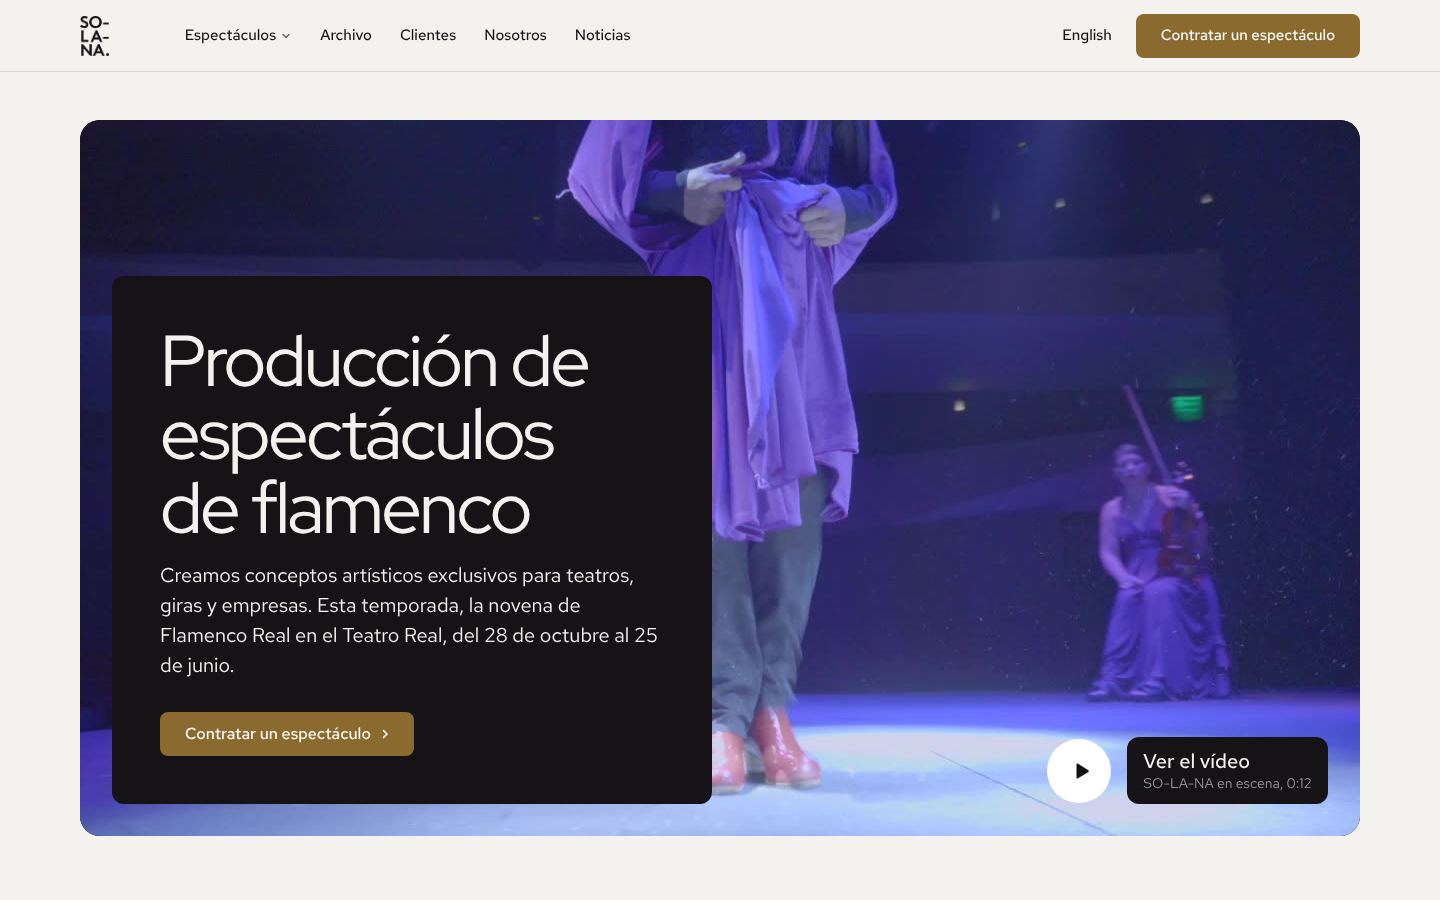 SO-
LA-
NA.
Espectáculos
Archivo
Clientes
Nosotros
Noticias
English
Contratar un espectáculo
Producción de
espectáculos
de flamenco
Creamos conceptos artísticos exclusivos para teatros,
giras y empresas. Esta temporada, la novena de
Flamenco Real en el Teatro Real, del 28 de octubre al 25
de junio.
Contratar un espectáculo
Ver el vídeo
SO-LA-NA en escena, 0:12